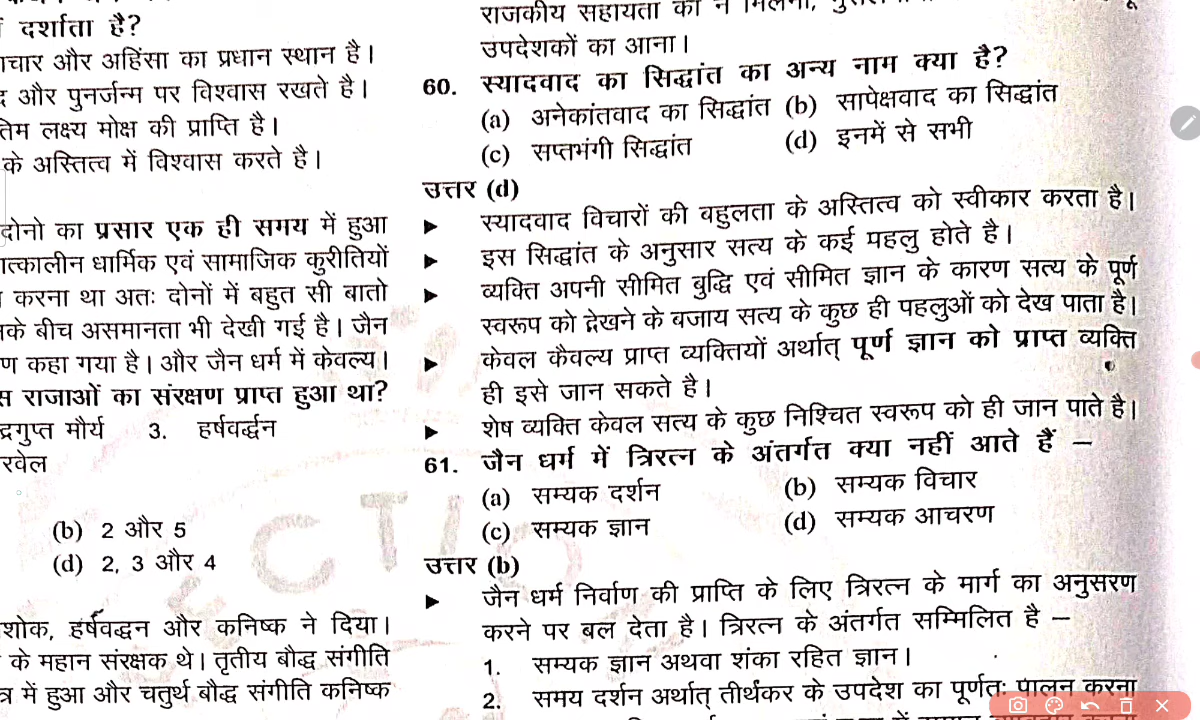 दर्शाता है?
और अहिंसा का प्रधान स्थान है।
और पुनर्जन्म पर विश्वास रखते है।
लक्ष्य मोक्ष की प्राप्ति है।
के अस्तित्व में विश्वास करते है।
दोनो का प्रसार एक ही समय में हुआ
धार्मिक एवं सामाजिक कुरीतियों
करना था अतः दोनों में बहुत सी बातो
के बीच असमानता भी देखी गई है। जैन
कहा गया है। और जैन धर्म में केवल्य।
राजाओं का संरक्षण प्राप्त हुआ था?
मौर्य 3. हर्षवर्द्धन
(b) 2 और 5
(d) 2, 3 और 4
हर्षवर्द्धन और कनिष्क ने दिया।
के महान संरक्षक थे। तृतीय बौद्ध संगीति
में हुआ और चतुर्थ बौद्ध संगीति कनिष्क
राजकीय सहायता का न
उपदेशकों का आना।
60. स्यादवाद का सिद्धांत का अन्य नाम क्या है?
(a) अनेकांतवाद का सिद्धांत (b) सापेक्षवाद का सिद्धांत
(c) सप्तभंगी सिद्धांत (d) इनमें से सभी
उत्तर (d)
▶ स्यादवाद विचारों की बहुलता के अस्तित्व को स्वीकार करता है।
▶ इस सिद्धांत के अनुसार सत्य के कई पहलु होते है।
▶ व्यक्ति अपनी सीमित बुद्धि एवं सीमित ज्ञान के कारण सत्य के पूर्ण
स्वरूप को देखने के बजाय सत्य के कुछ ही पहलुओं को देख पाता है।
▶ केवल कैवल्य प्राप्त व्यक्तियों अर्थात् पूर्ण ज्ञान को प्राप्त व्यक्ति
ही इसे जान सकते है।
▶ शेष व्यक्ति केवल सत्य के कुछ निश्चित स्वरूप को ही जान पाते है।
61. जैन धर्म में त्रिरत्न के अंतर्गत क्या नहीं आते हैं –
(a) सम्यक दर्शन (b) सम्यक विचार
(c) सम्यक ज्ञान (d) सम्यक आचरण
उत्तर (b)
▶ जैन धर्म निर्वाण की प्राप्ति के लिए त्रिरत्न के मार्ग का अनुसरण
करने पर बल देता है। त्रिरत्न के अंतर्गत सम्मिलित है –
1. सम्यक ज्ञान अथवा शंका रहित ज्ञान।
2. समय दर्शन अर्थात् तीर्थंकर के उपदेश का पूर्णतः पालन करना